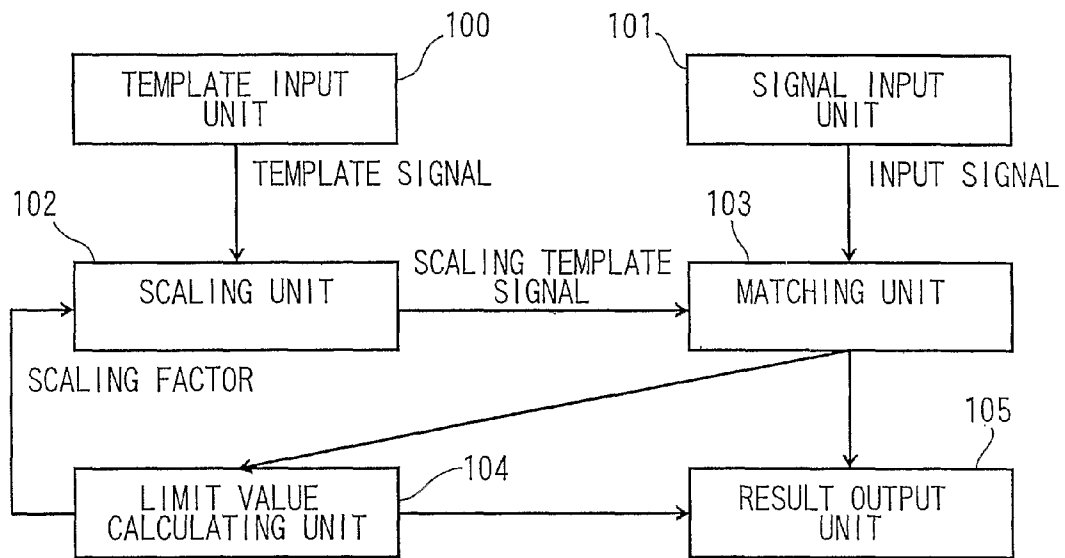 100
101
TEMPLATE INPUT
UNIT
SIGNAL INPUT
UNIT
TEMPLATE SIGNAL
INPUT SIGNAL
102
103
SCALING UNIT
SCALING TEMPLATE
SIGNAL
MATCHING UNIT
SCALING FACTOR
104
105
LIMIT VALUE
CALCULATING UNIT
RESULT OUTPUT
UNIT